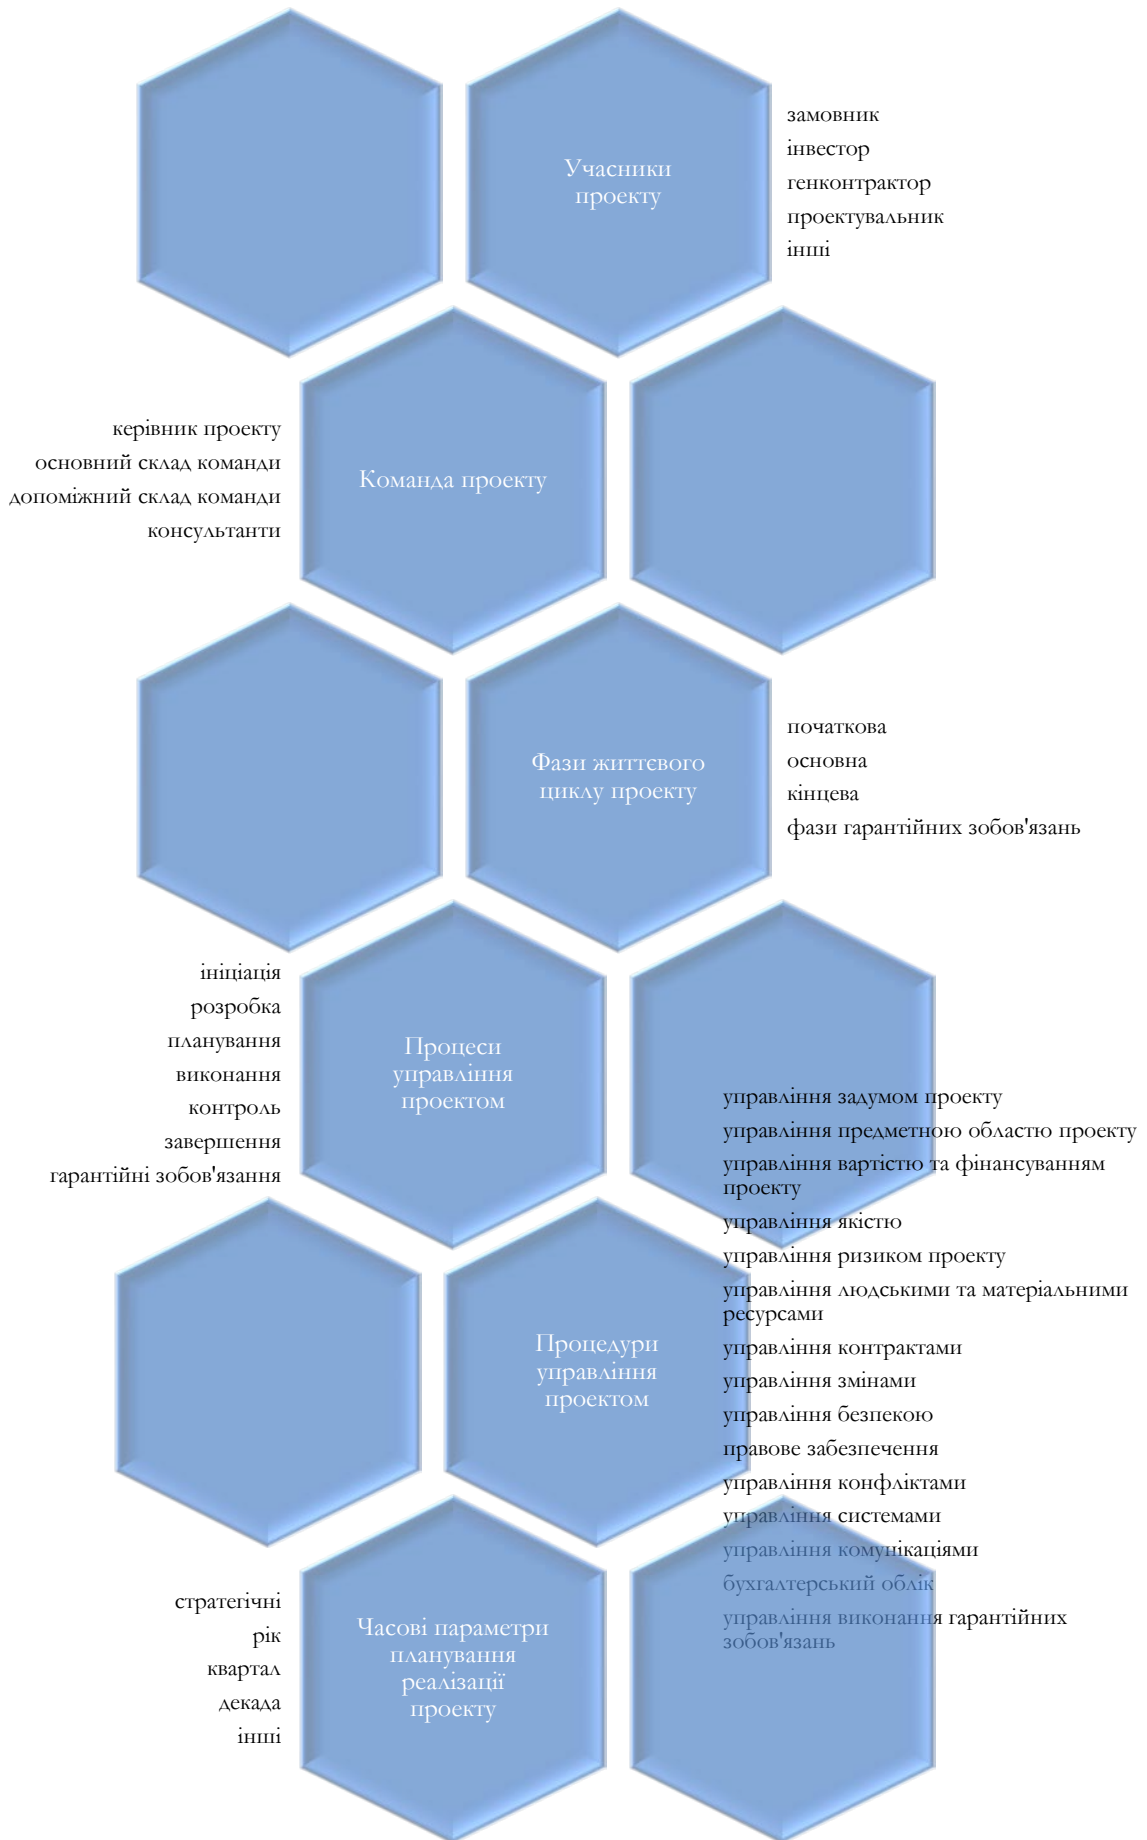 Учасники
проекту
замовник
інвестор
генконтрактор
проектувальник
інші
керівник проекту
основний склад команди
допоміжний склад команди
консультанти
Команда проекту
Фази життєвого
циклу проекту
початкова
основна
кінцева
фази гарантійних зобов'язань
ініціація
розробка
планування
виконання
контроль
завершення
гарантійні зобов'язання
Процеси
управління
проектом
Процедури
управління
проектом
управління задумом проекту
управління предметною областю проекту
управління вартістю та фінансуванням
проекту
управління якістю
управління ризиком проекту
управління людськими та матеріальними
ресурсами
управління контрактами
управління змінами
управління безпекою
правове забезпечення
управління конфліктами
управління системами
управління комунікаціями
бухгалтерський облік
управління виконання гарантійних
зобов'язань
стратегічні
рік
квартал
декада
інші
Часові параметри
планування
реалізації
проекту